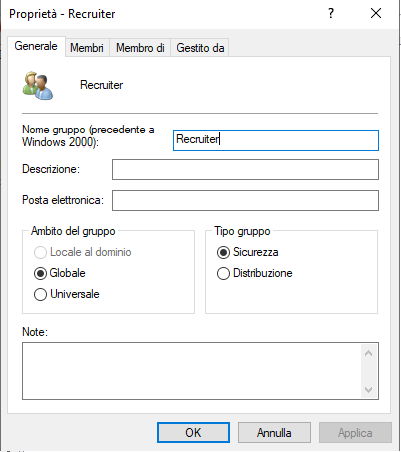 Proprietà - Recruiter
Generale Membri Membro di Gestito da
Recruiter
Nome gruppo (precedente a
Windows 2000):
Recruiter
Descrizione:
Posta elettronica:
Ambito del gruppo
Locale al dominio
Globale
Universale
Tipo gruppo
Sicurezza
Distribuzione
Note:
OK Annulla Applica